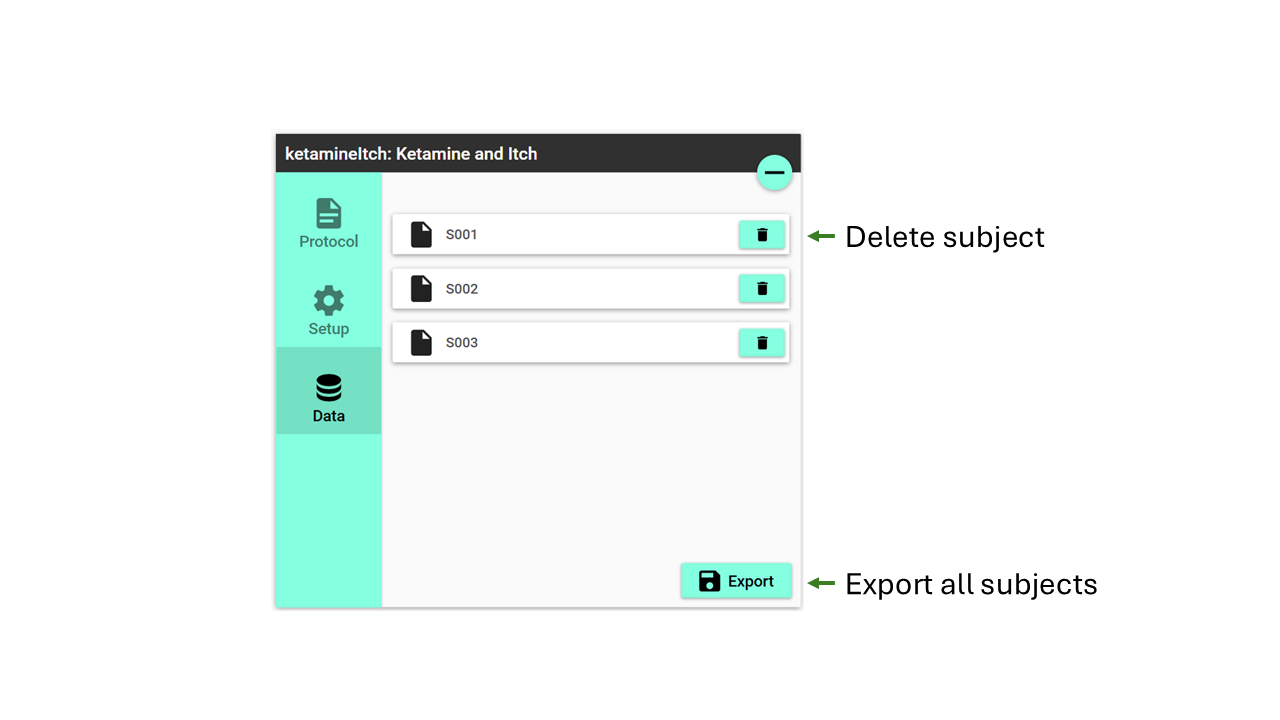 ketamineItch: Ketamine and Itch
Protocol
Setup
Data
S001
S002
S003
Export
Delete subject
Export all subjects